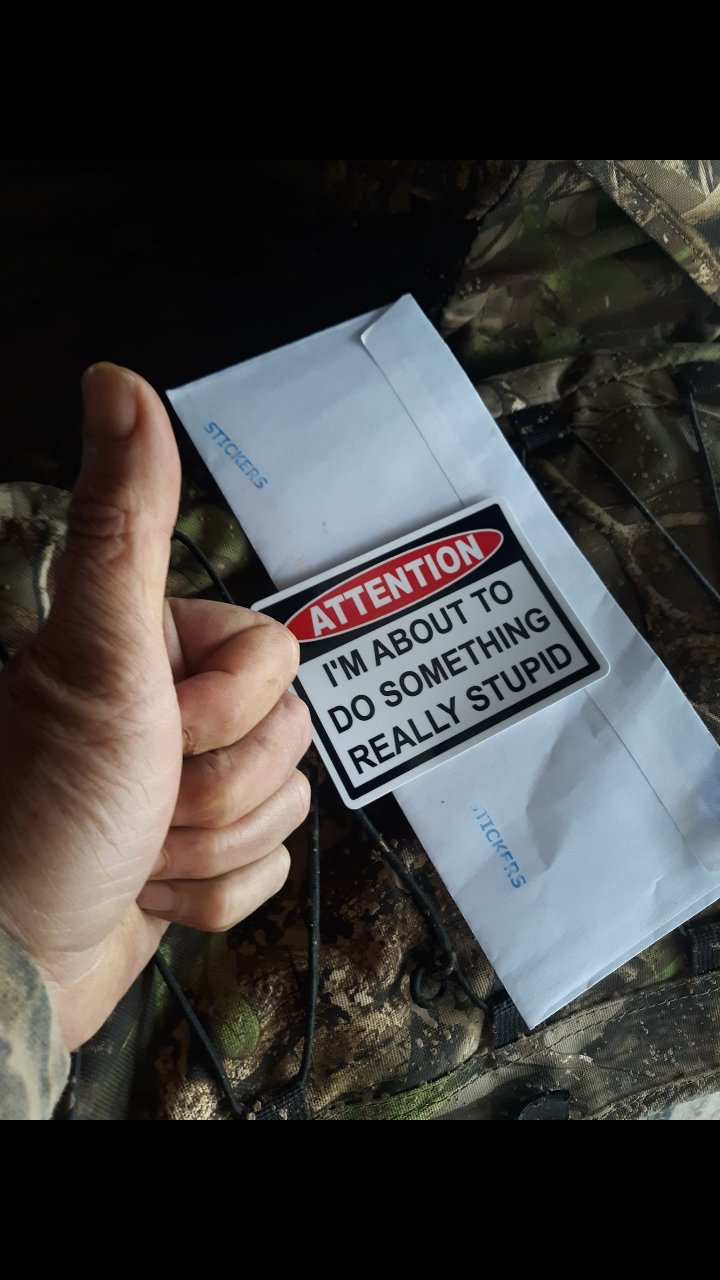 STICKERS
ATTENTION
I'M ABOUT TO
DO SOMETHING
REALLY STUPID
STICKERS